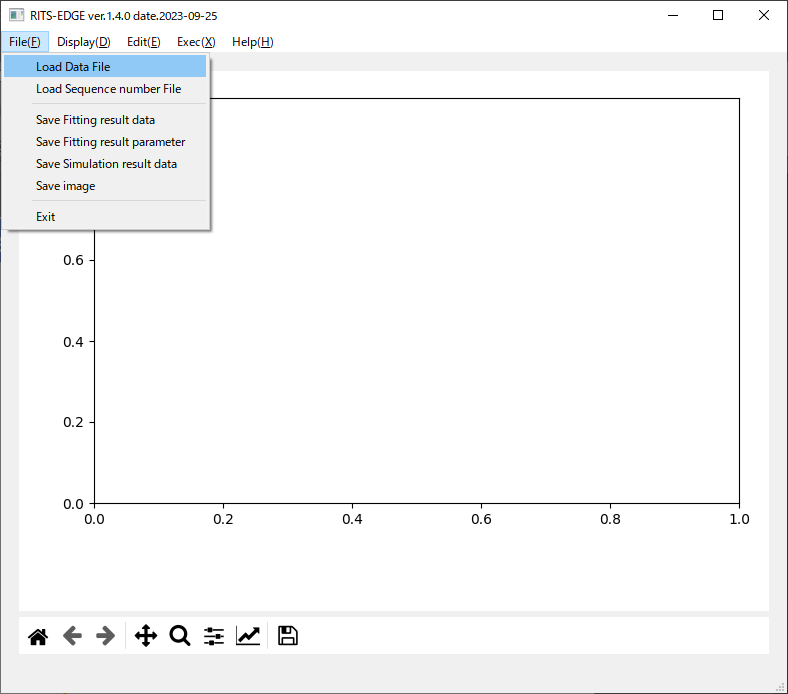 RITS-EDGE ver.1.4.0 date.2023-09-25
File(F) Display(D) Edit(E) Exec(X) Help(H)
Load Data File
Load Sequence number File
Save Fitting result data
Save Fitting result parameter
Save Simulation result data
Save image
Exit
0.6
0.4
0.2
0.0
0.0 0.2 0.4 0.6 0.8 1.0